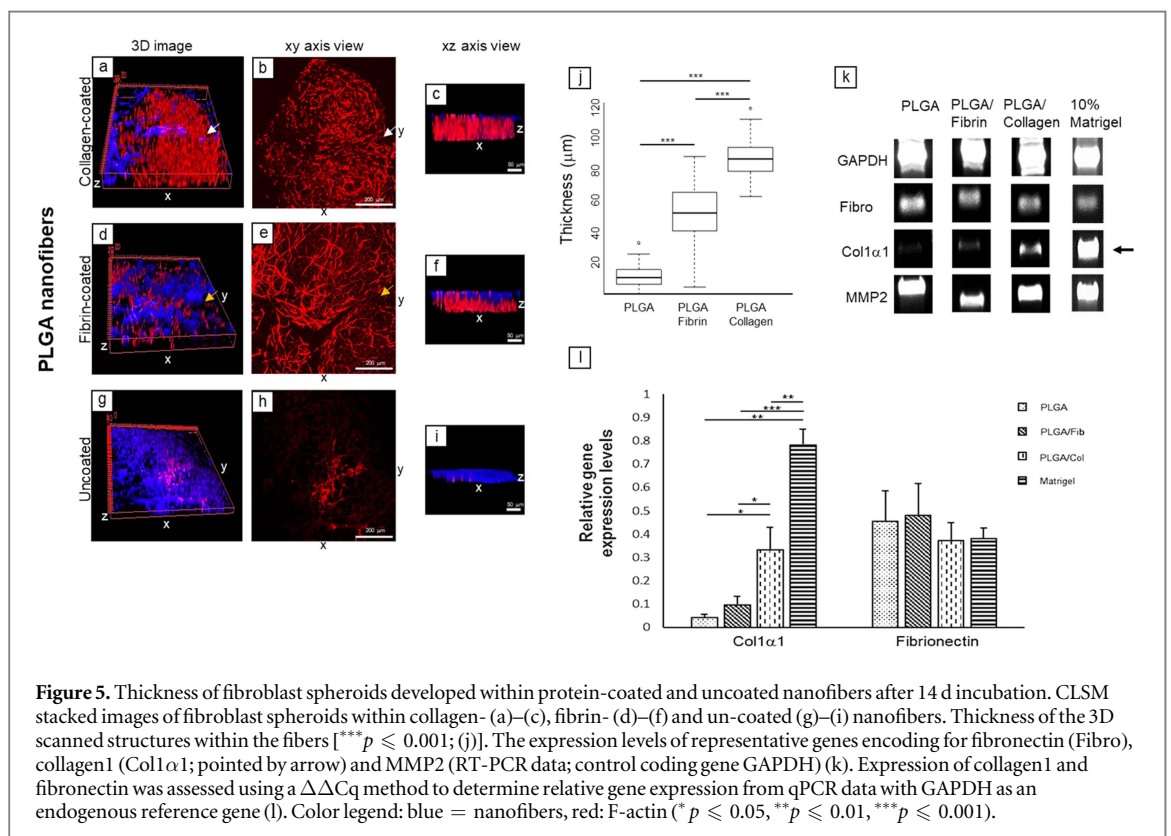 3D image
xy axis view
xz axis view
PLGA nanofibers
Collagen-coated
a
z
x
b
y
200 µm
x
c
z
x
50 µm
Fibrin-coated
d
y
z
x
e
y
200 µm
x
f
z
x
50 µm
Uncoated
g
y
z
x
h
y
200 µm
x
i
z
x
50 µm
j
Thickness (µm)
120
100
80
60
40
20
***
***
***
PLGA
PLGA
Fibrin
PLGA
Collagen
k
PLGA
PLGA/
Fibrin
PLGA/
Collagen
10%
Matrigel
GAPDH
Fibro
Col1α1
MMP2
l
Relative gene
expression levels
1
0.9
0.8
0.7
0.6
0.5
0.4
0.3
0.2
0.1
0
**
***
**
*
*
Col1α1
Fibrionectin
PLGA
PLGA/Fib
PLGA/Col
Matrigel
Figure 5. Thickness of fibroblast spheroids developed within protein-coated and uncoated nanofibers after 14 d incubation. CLSM
stacked images of fibroblast spheroids within collagen- (a)–(c), fibrin- (d)–(f) and un-coated (g)–(i) nanofibers. Thickness of the 3D
scanned structures within the fibers [***p ⩽ 0.001; (j)]. The expression levels of representative genes encoding for fibronectin (Fibro),
collagen1 (Col1α1; pointed by arrow) and MMP2 (RT-PCR data; control coding gene GAPDH) (k). Expression of collagen1 and
fibronectin was assessed using a ΔΔCq method to determine relative gene expression from qPCR data with GAPDH as an
endogenous reference gene (l). Color legend: blue = nanofibers, red: F-actin (* p ⩽ 0.05, **p ⩽ 0.01, ***p ⩽ 0.001).